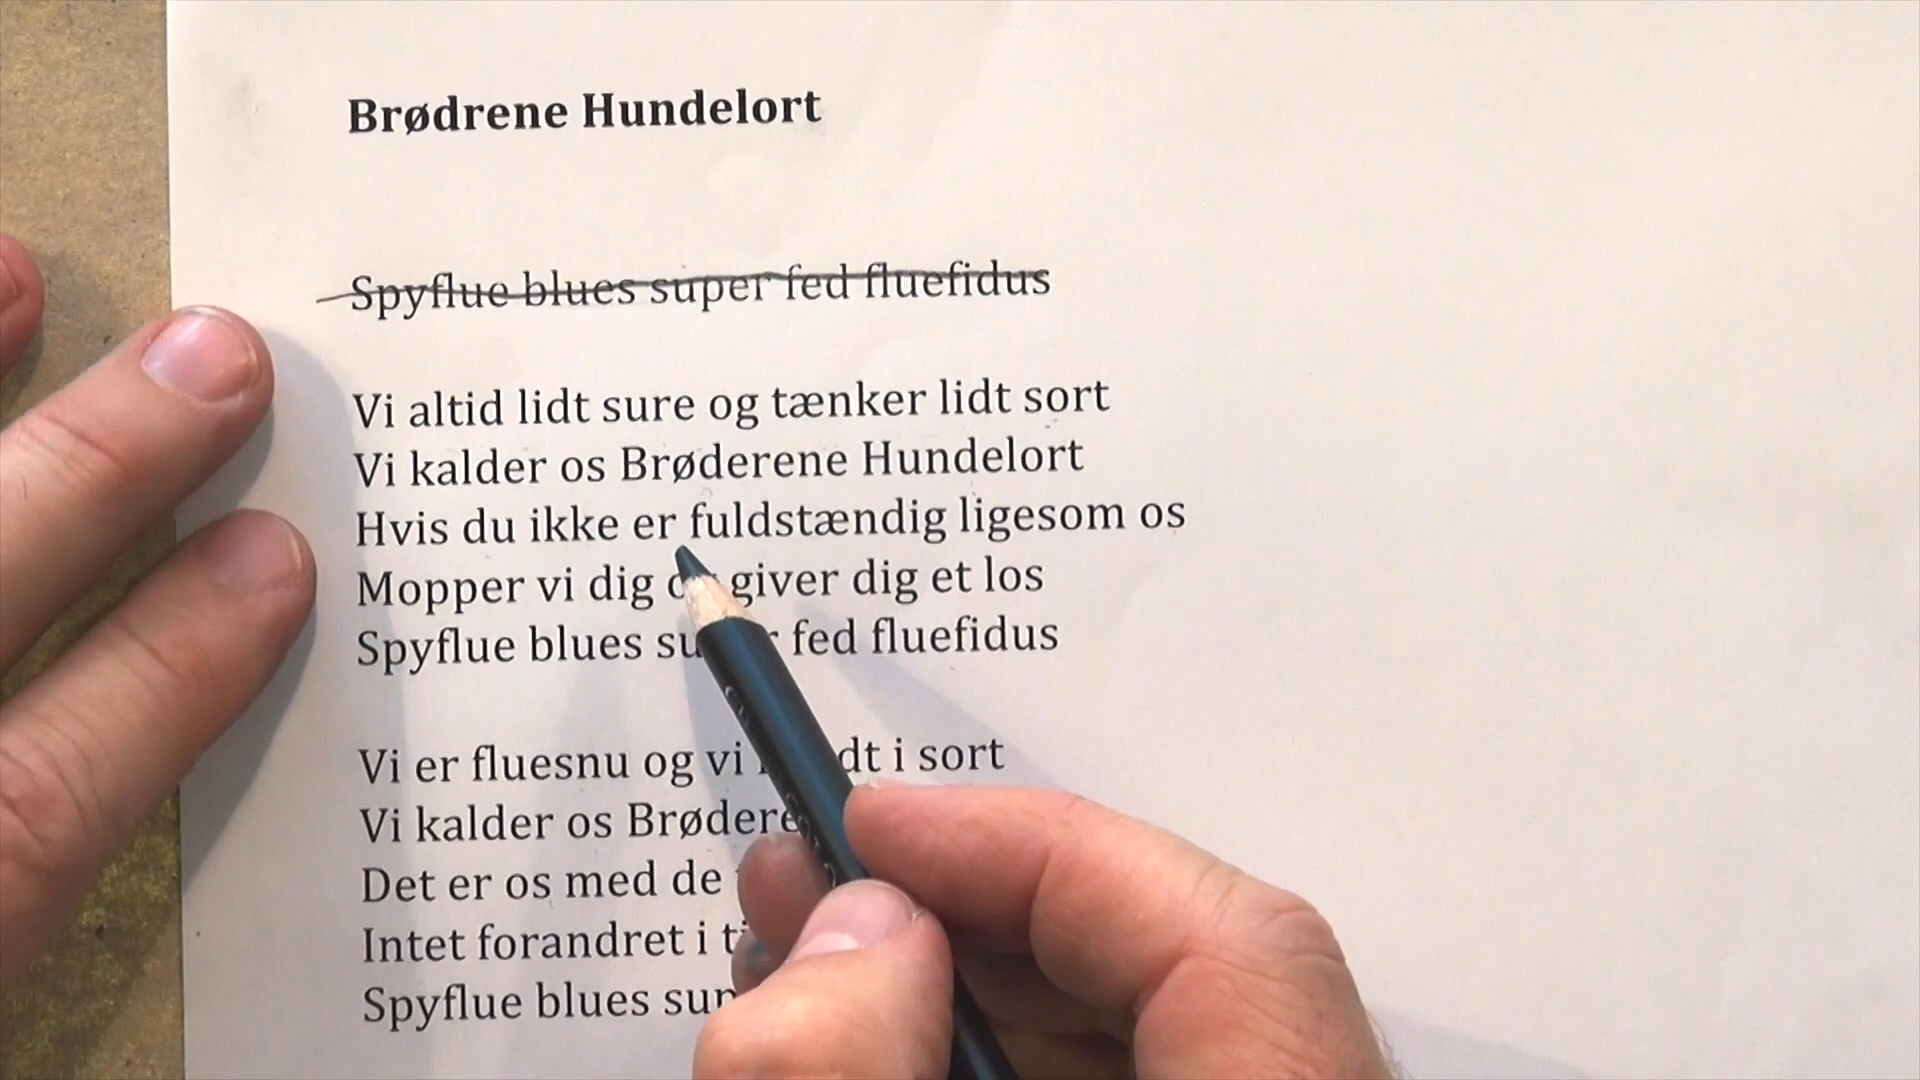 Brødrene Hundelort
Spyflue blues super fed fluefidus
Vi altid lidt sure og tænker lidt sort
Vi kalder os Brøderene Hundelort
Hvis du ikke er fuldstændig ligesom os
Mopper vi dig giver dig et los
Spyflue blues fed fluefidus
Vi er fluesnu og vi i sort
Vi kalder os
Det er os med de
Intet forandret i
Spyflue blues